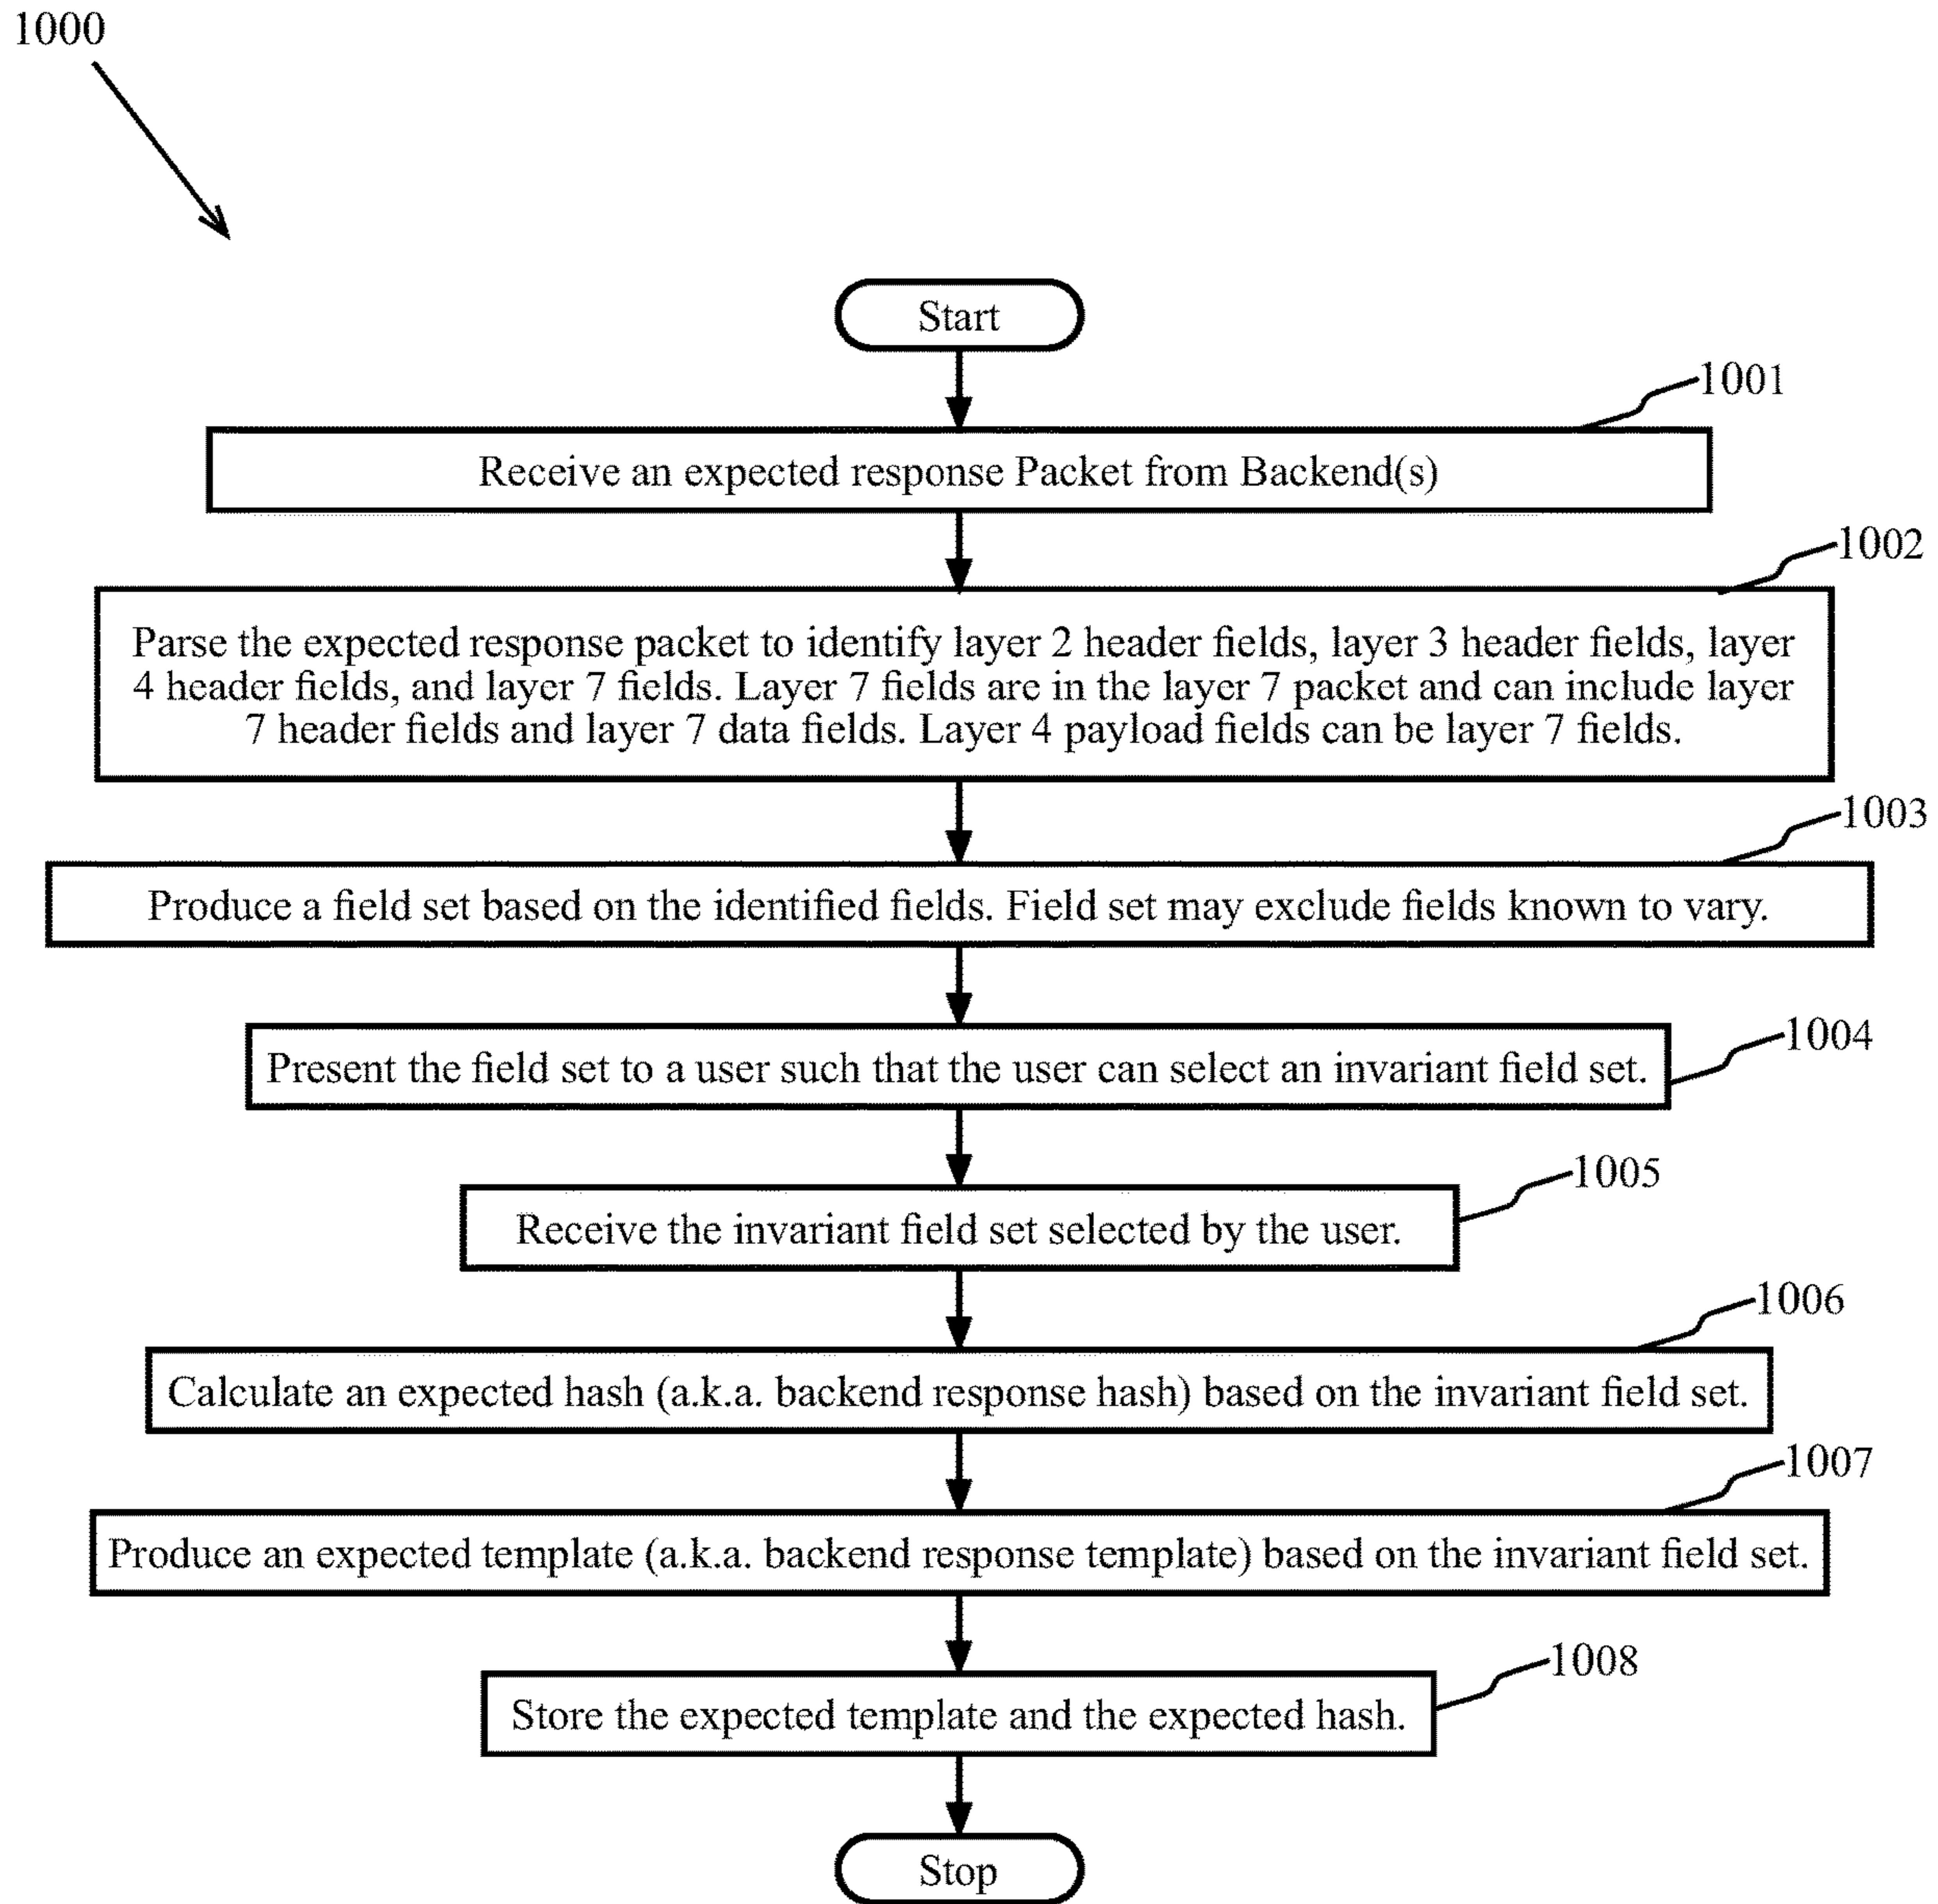 1000
Start
1001
Receive an expected response Packet from Backend(s)
1002
Parse the expected response packet to identify layer 2 header fields, layer 3 header fields, layer
4 header fields, and layer 7 fields. Layer 7 fields are in the layer 7 packet and can include layer
7 header fields and layer 7 data fields. Layer 4 payload fields can be layer 7 fields.
1003
Produce a field set based on the identified fields. Field set may exclude fields known to vary.
1004
Present the field set to a user such that the user can select an invariant field set.
1005
Receive the invariant field set selected by the user.
1006
Calculate an expected hash (a.k.a. backend response hash) based on the invariant field set.
1007
Produce an expected template (a.k.a. backend response template) based on the invariant field set.
1008
Store the expected template and the expected hash.
Stop